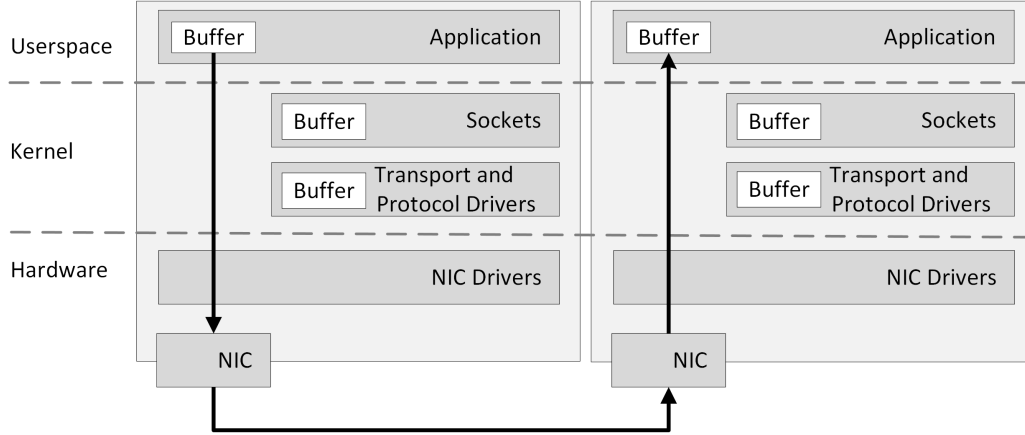 Userspace
Buffer
Application
Buffer
Application
Kernel
Buffer
Sockets
Buffer
Sockets
Buffer
Transport and
Protocol Drivers
Buffer
Transport and
Protocol Drivers
Hardware
NIC Drivers
NIC Drivers
NIC
NIC